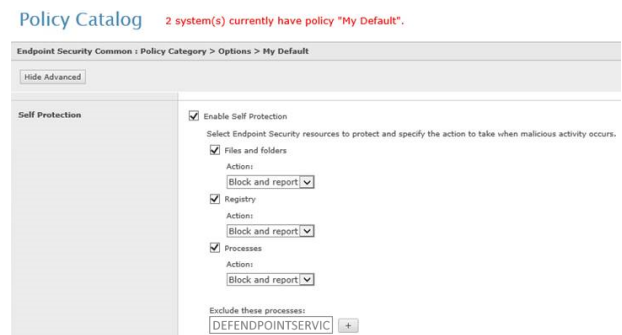 Policy Catalog 2 system(s) currently have policy "My Default".
Endpoint Security Common : Policy Category > Options > My Default
Hide Advanced
Self Protection
Enable Self Protection
Select Endpoint Security resources to protect and specify the action to take when malicious activity occurs.
Files and folders
Action:
Block and report
Registry
Action:
Block and report
Processes
Action:
Block and report
Exclude these processes:
DEFENDPOINTSERVIC +